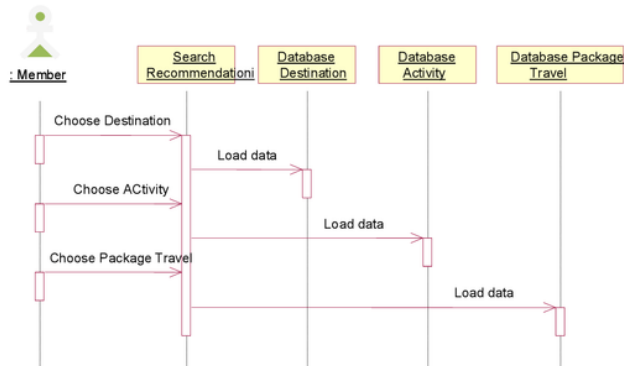 : Member
Search
Recommendationi
Database
Destination
Database
Activity
Database Package
Travel
Choose Destination
Load data
Choose ACtivity
Load data
Choose Package Travel
Load data